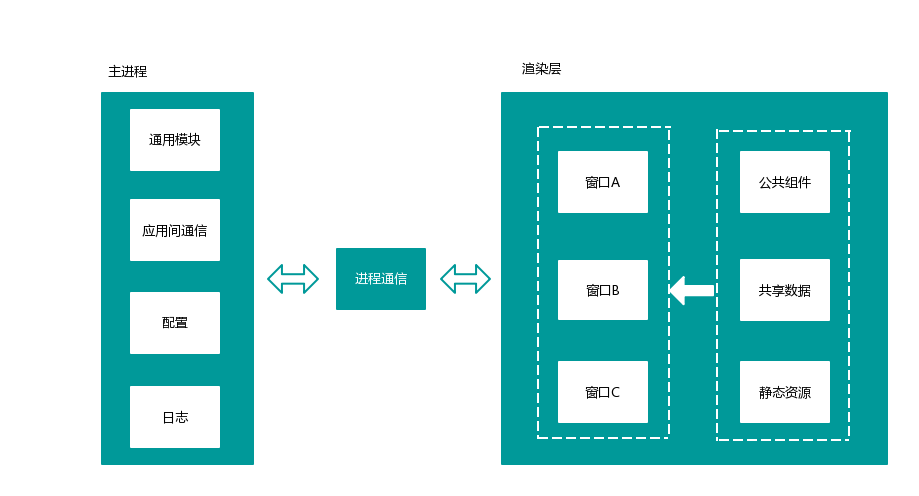 主进程
通用模块
应用间通信
配置
日志
进程通信
渲染层
窗口A
窗口B
窗口C
公共组件
共享数据
静态资源